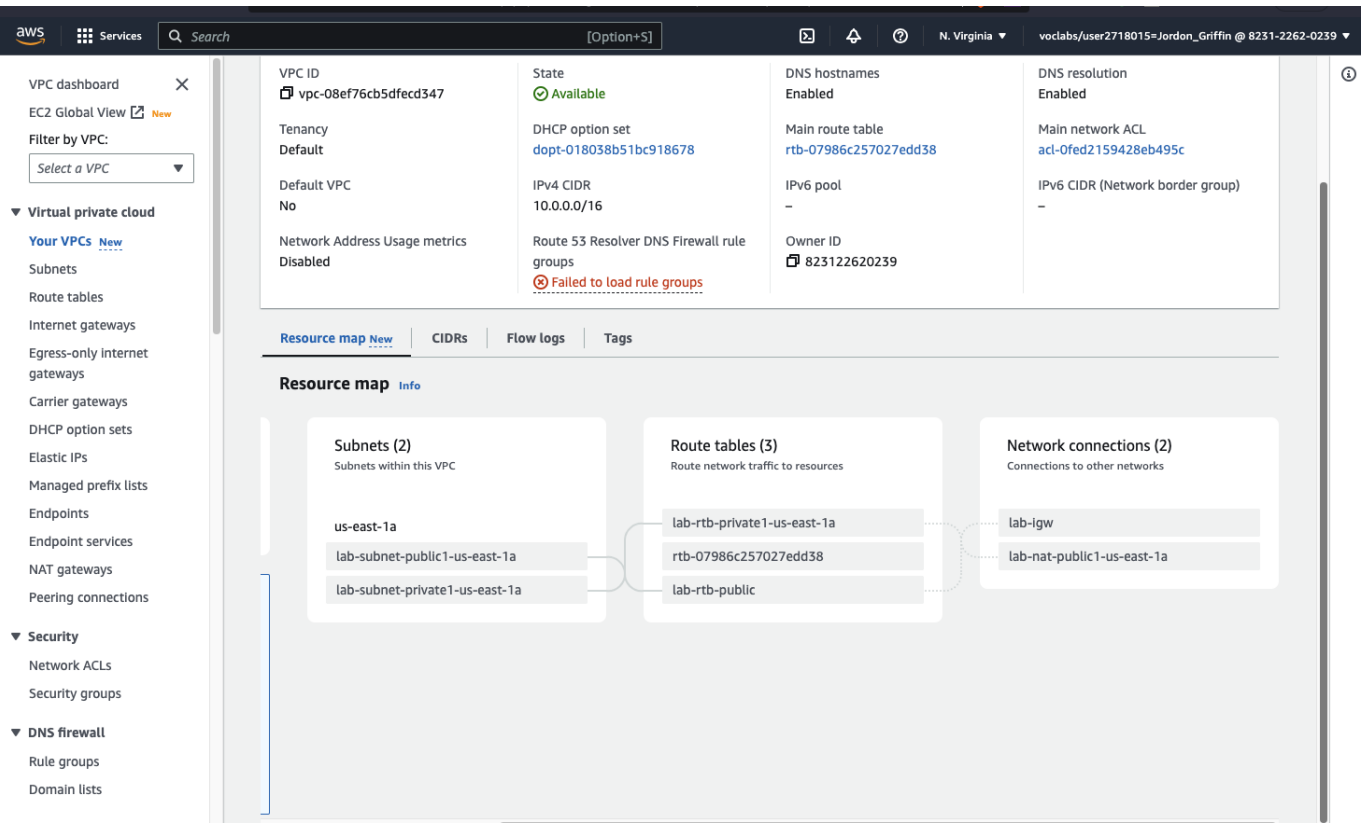 aws
Services
Search
[Option+S]
N. Virginia
voclabs/user2718015=Jordon_Griffin @ 8231-2262-0239
VPC dashboard
EC2 Global View New
Filter by VPC:
Select a VPC
Virtual private cloud
Your VPCs New
Subnets
Route tables
Internet gateways
Egress-only internet
gateways
Carrier gateways
DHCP option sets
Elastic IPs
Managed prefix lists
Endpoints
Endpoint services
NAT gateways
Peering connections
Security
Network ACLs
Security groups
DNS firewall
Rule groups
Domain lists
VPC ID
vpc-08ef76cb5dfecd347
State
Available
DNS hostnames
Enabled
DNS resolution
Enabled
Tenancy
Default
DHCP option set
dopt-018038b51bc918678
Main route table
rtb-07986c257027edd38
Main network ACL
acl-0fed2159428eb495c
Default VPC
No
IPv4 CIDR
10.0.0.0/16
IPv6 pool
–
IPv6 CIDR (Network border group)
–
Network Address Usage metrics
Disabled
Route 53 Resolver DNS Firewall rule
groups
Failed to load rule groups
Owner ID
823122620239
Resource map New
CIDRs
Flow logs
Tags
Resource map Info
Subnets (2)
Subnets within this VPC
us-east-1a
lab-subnet-public1-us-east-1a
lab-subnet-private1-us-east-1a
Route tables (3)
Route network traffic to resources
lab-rtb-private1-us-east-1a
rtb-07986c257027edd38
lab-rtb-public
Network connections (2)
Connections to other networks
lab-igw
lab-nat-public1-us-east-1a